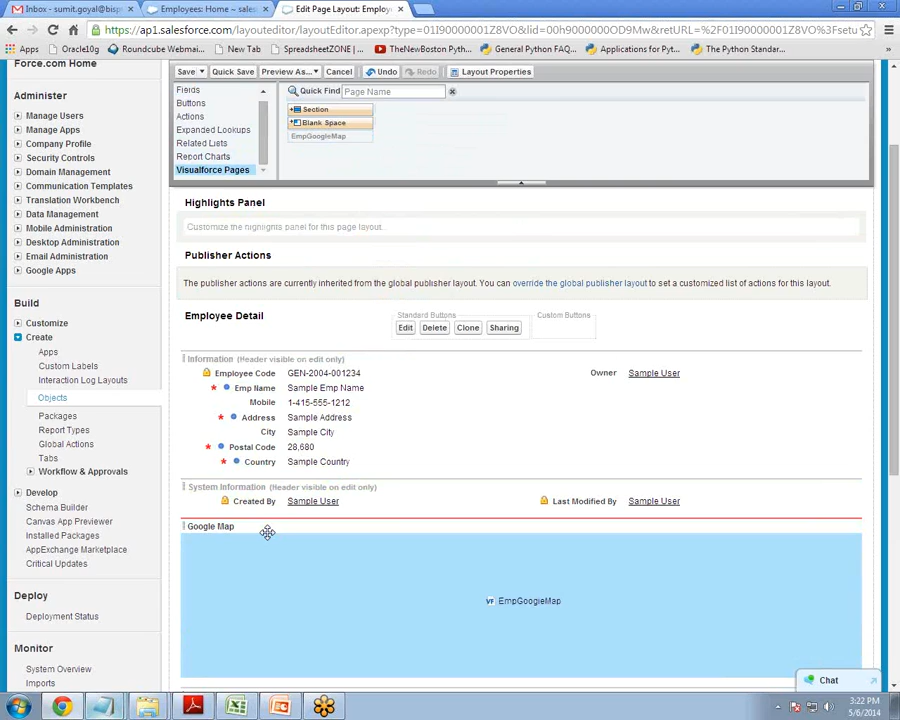 Inbox - sumit.goyal@bisp
Employees: Home ~ sales
Edit Page Layout: Employe
https://ap1.salesforce.com/layouteditor/layoutEditor.apexp?type=01I90000001Z8VO&lid=00h90000000OD9Mw&retURL=%2F01I90000001Z8VO%3Fsetu
Apps Oracle10g Roundcube Webmail... New Tab SpreadsheetZONE | ... TheNewBoston Pyth... General Python FAQ... Applications for Pyt... The Python Standar...
Force.com Home
Save Quick Save Preview As... Cancel Undo Redo Layout Properties
Fields
Buttons
Actions
Expanded Lookups
Related Lists
Report Charts
Visualforce Pages
Quick Find Page Name
Section
Blank Space
EmpGoogleMap
Administer
Manage Users
Manage Apps
Company Profile
Security Controls
Domain Management
Communication Templates
Translation Workbench
Data Management
Mobile Administration
Desktop Administration
Email Administration
Google Apps
Build
Customize
Create
Apps
Custom Labels
Interaction Log Layouts
Objects
Packages
Report Types
Global Actions
Tabs
Workflow & Approvals
Develop
Schema Builder
Canvas App Previewer
Installed Packages
AppExchange Marketplace
Critical Updates
Deploy
Deployment Status
Monitor
System Overview
Imports
Highlights Panel
Customize the highlights panel for this page layout...
Publisher Actions
The publisher actions are currently inherited from the global publisher layout. You can override the global publisher layout to set a customized list of actions for this layout.
Employee Detail
Standard Buttons
Edit Delete Clone Sharing
Custom Buttons
Information (Header visible on edit only)
Employee Code GEN-2004-001234
Owner Sample User
* Emp Name Sample Emp Name
Mobile 1-415-555-1212
* Address Sample Address
City Sample City
* Postal Code 28,680
* Country Sample Country
System Information (Header visible on edit only)
Created By Sample User
Last Modified By Sample User
Google Map
VF EmpGoogleMap
Chat
3:22 PM
5/6/2014